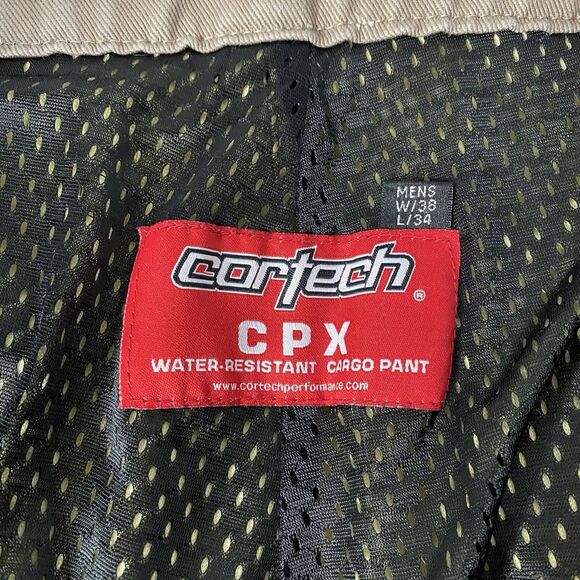 MENS
W/38
L/34
cortech®
CPX
WATER-RESISTANT CARGO PANT
www.cortechperformance.com